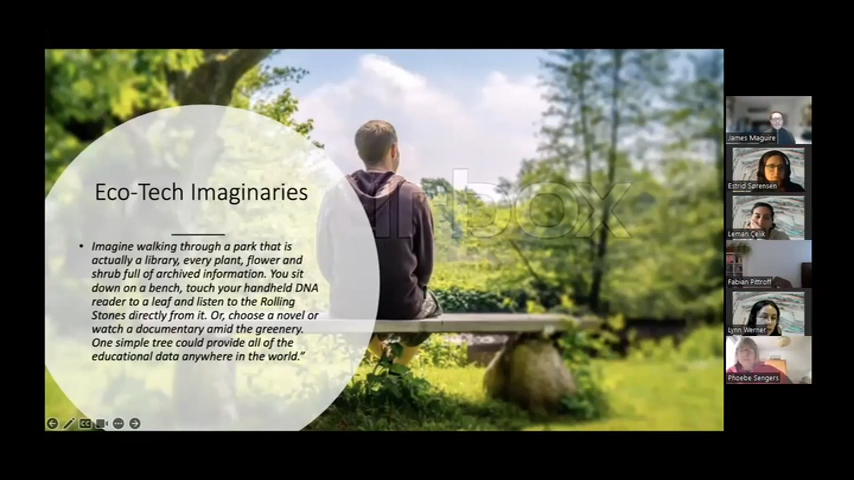 Eco-Tech Imaginaries
• Imagine walking through a park that is
actually a library, every plant, flower and
shrub full of archived information. You sit
down on a bench, touch your handheld DNA
reader to a leaf and listen to the Rolling
Stones directly from it. Or, choose a novel or
watch a documentary amid the greenery.
One simple tree could provide all of the
educational data anywhere in the world."
box
CC
James Maguire
Estrid Sørensen
Leman Çelik
Fabian Pittroff
Lynn Werner
Phoebe Sengers